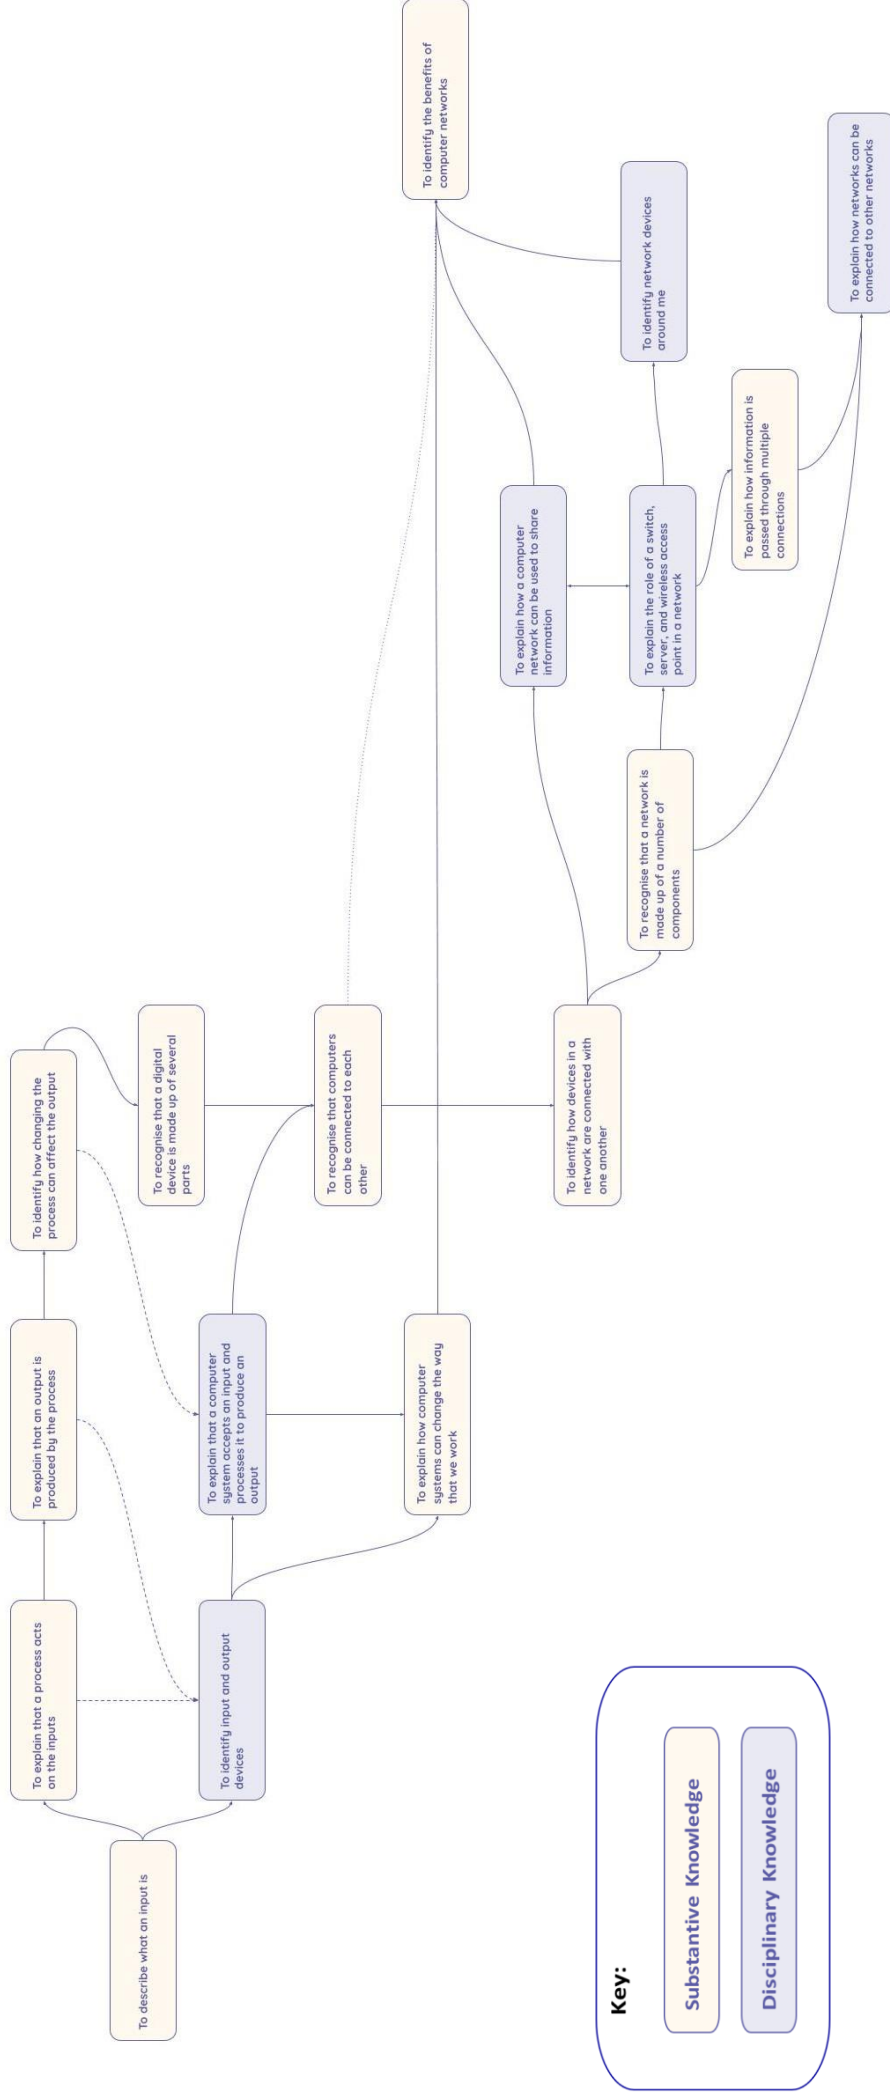 To describe what an input is
To explain that a process acts
on the inputs
To explain that an output is
produced by the process
To identify how changing the
process can affect the output
To recognise that a digital
device is made up of several
parts
To identify input and output
devices
To explain that a computer
system accepts an input and
processes it to produce an
output
To recognise that computers
can be connected to each
other
To explain how computer
systems can change the way
that we work
To identify the benefits of
computer networks
To identify how devices in a
network are connected with
one another
To explain how a computer
network can be used to share
information
To recognise that a network is
made up of a number of
components
To explain the role of a switch,
server, and wireless access
point in a network
To identify network devices
around me
To explain how information is
passed through multiple
connections
To explain how networks can be
connected to other networks
Key:
Substantive Knowledge
Disciplinary Knowledge